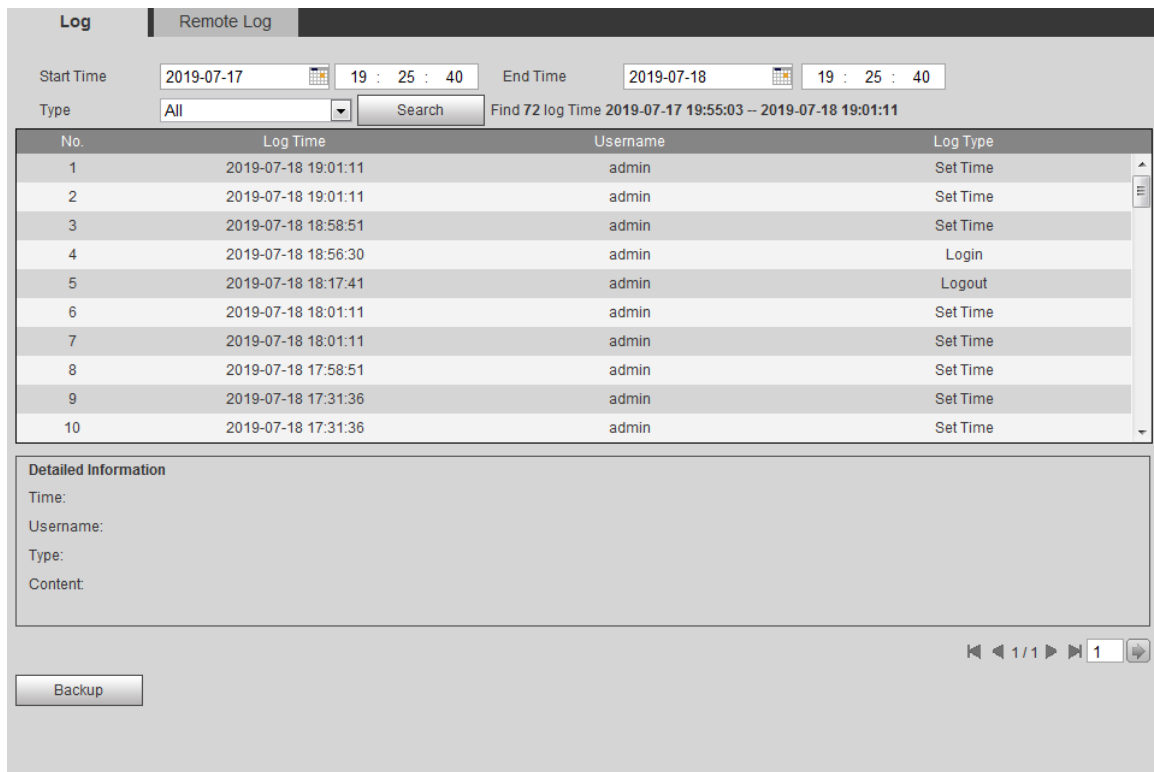 Log Remote Log
Start Time 2019-07-17 19 : 25 : 40 End Time 2019-07-18 19 : 25 : 40
Type All Search Find 72 log Time 2019-07-17 19:55:03 -- 2019-07-18 19:01:11
No. Log Time Username Log Type
1 2019-07-18 19:01:11 admin Set Time
2 2019-07-18 19:01:11 admin Set Time
3 2019-07-18 18:58:51 admin Set Time
4 2019-07-18 18:56:30 admin Login
5 2019-07-18 18:17:41 admin Logout
6 2019-07-18 18:01:11 admin Set Time
7 2019-07-18 18:01:11 admin Set Time
8 2019-07-18 17:58:51 admin Set Time
9 2019-07-18 17:31:36 admin Set Time
10 2019-07-18 17:31:36 admin Set Time
Detailed Information
Time:
Username:
Type:
Content:
1 / 1 1
Backup